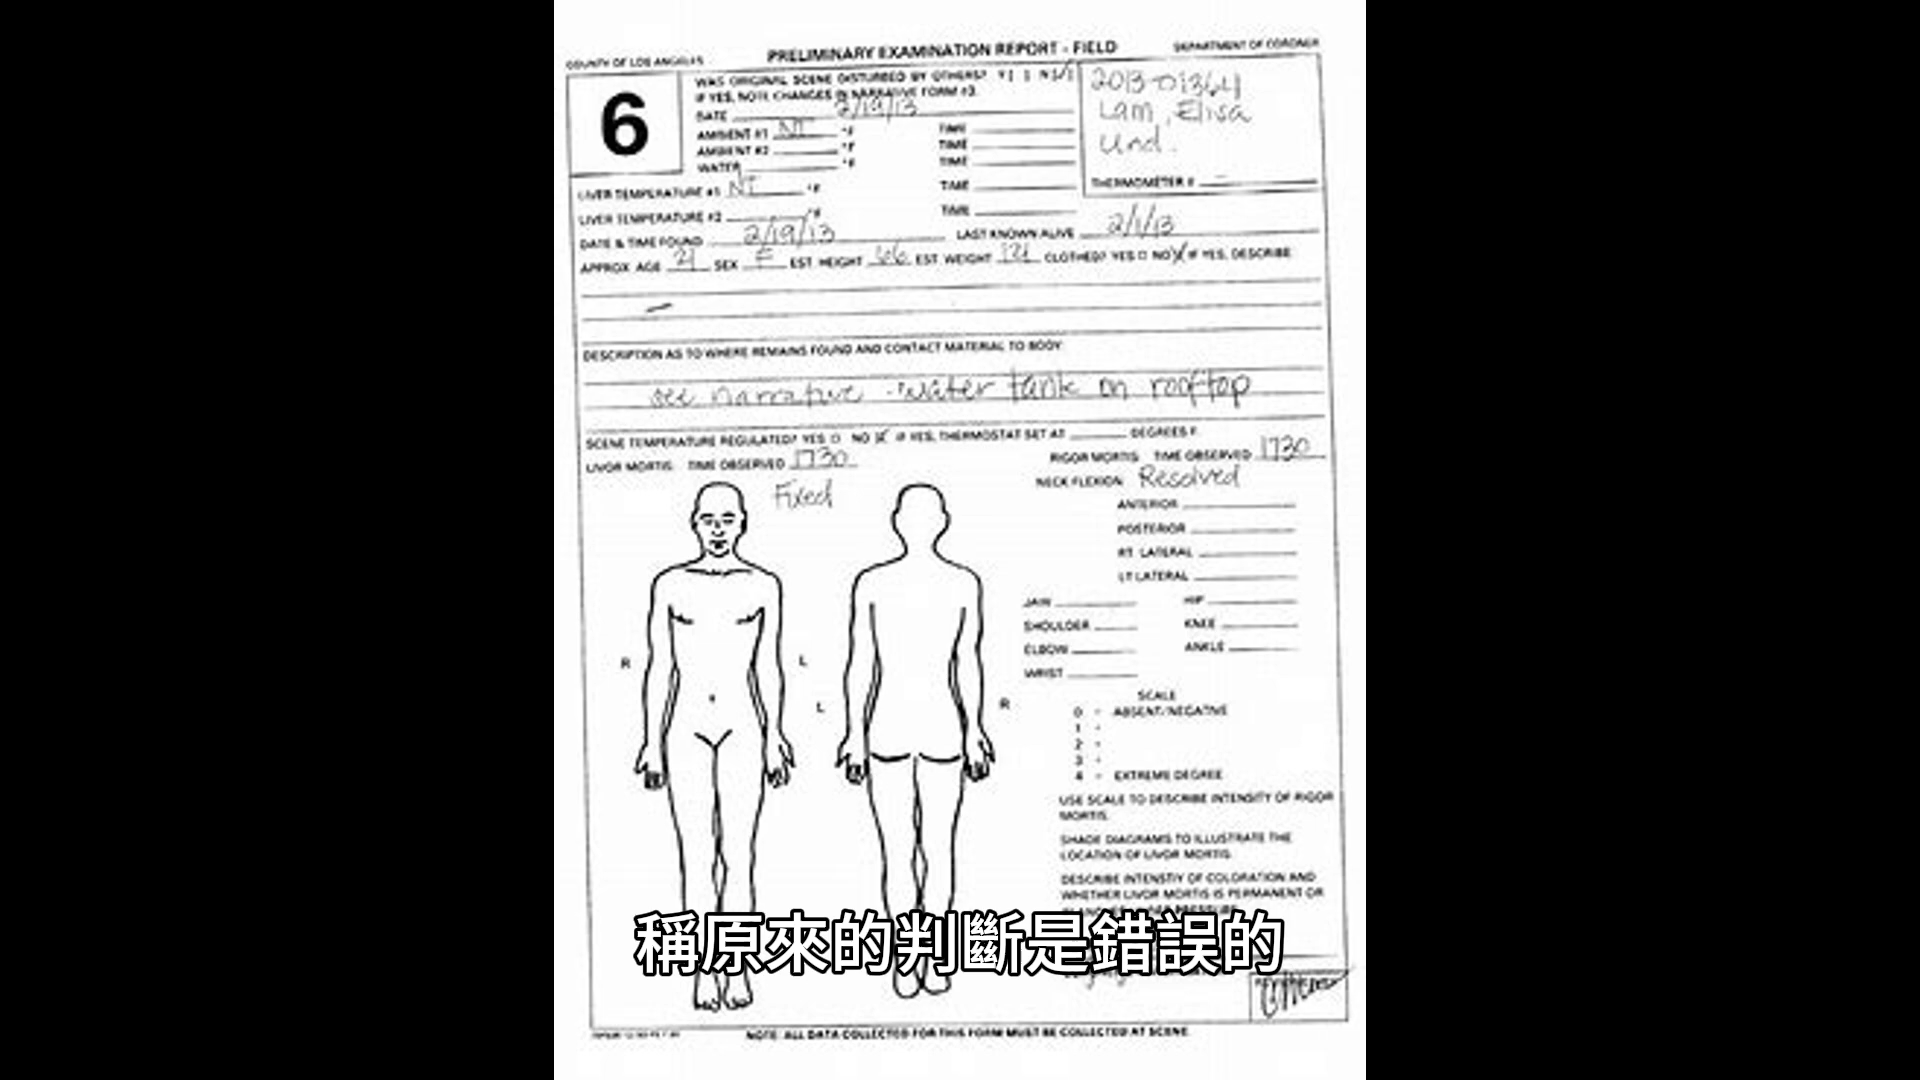 COUNTY OF LOS ANGELES
PRELIMINARY EXAMINATION REPORT - FIELD
DEPARTMENT OF CORONER
6
WAS ORIGINAL SCENE DISTURBED BY OTHERS? Y[ ] N[/]
IF YES, NOTE CHANGES IN NARRATIVE FORM #3.
DATE 2/19/13
AMBIENT #1 NT °F TIME
AMBIENT #2 °F TIME
WATER °F TIME
2013-01364
Lam, Elisa
Und.
THERMOMETER #
LIVER TEMPERATURE #1 NT °F TIME
LIVER TEMPERATURE #2 °F TIME
DATE & TIME FOUND 2/19/13 LAST KNOWN ALIVE 2/1/13
APPROX AGE 21 SEX F EST HEIGHT 66 EST WEIGHT 121 CLOTHED? YES □ NO X IF YES, DESCRIBE:
DESCRIPTION AS TO WHERE REMAINS FOUND AND CONTACT MATERIAL TO BODY:
see narrative - water tank on rooftop
SCENE TEMPERATURE REGULATED? YES □ NO X IF YES, THERMOSTAT SET AT DEGREES F.
LIVOR MORTIS: TIME OBSERVED 1730
Fixed
RIGOR MORTIS: TIME OBSERVED 1730
NECK FLEXION: Resolved
ANTERIOR
POSTERIOR
RT. LATERAL
LT LATERAL
JAW HIP
SHOULDER KNEE
ELBOW ANKLE
WRIST
R L
L R
SCALE
0 - ABSENT/NEGATIVE
1 -
2 -
3 -
4 - EXTREME DEGREE
USE SCALE TO DESCRIBE INTENSITY OF RIGOR
MORTIS.
SHADE DIAGRAMS TO ILLUSTRATE THE
LOCATION OF LIVOR MORTIS.
DESCRIBE INTENSTIY OF COLORATION AND
WHETHER LIVOR MORTIS IS PERMANENT OR
稱原來的判斷是錯誤的
NOTE: ALL DATA COLLECTED FOR THIS FORM MUST BE COLLECTED AT SCENE.